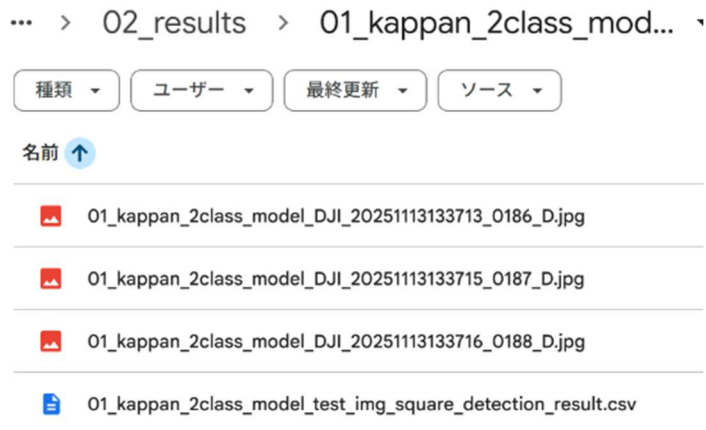 … > 02_results > 01_kappan_2class_mod...
種類 ユーザー 最終更新 ソース
名前
01_kappan_2class_model_DJI_20251113133713_0186_D.jpg
01_kappan_2class_model_DJI_20251113133715_0187_D.jpg
01_kappan_2class_model_DJI_20251113133716_0188_D.jpg
01_kappan_2class_model_test_img_square_detection_result.csv